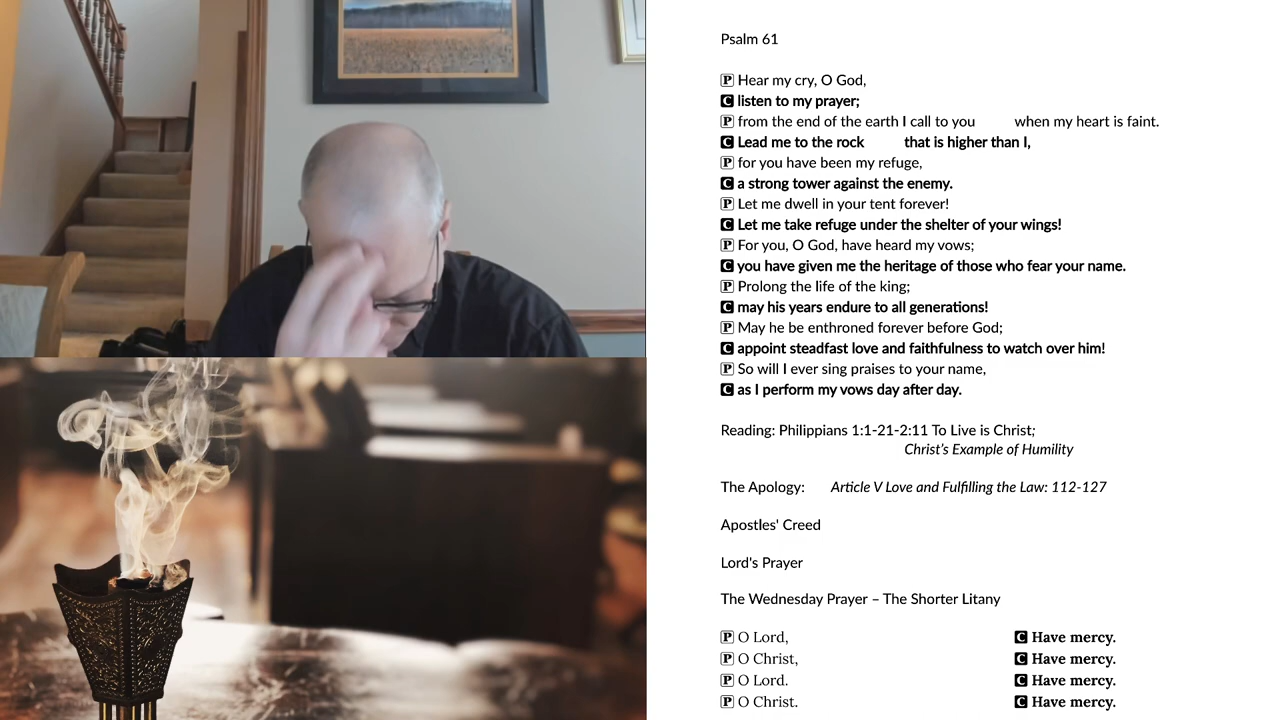 Psalm 61
P Hear my cry, O God,
C listen to my prayer;
P from the end of the earth I call to you when my heart is faint.
C Lead me to the rock that is higher than I,
P for you have been my refuge,
C a strong tower against the enemy.
P Let me dwell in your tent forever!
C Let me take refuge under the shelter of your wings!
P For you, O God, have heard my vows;
C you have given me the heritage of those who fear your name.
P Prolong the life of the king;
C may his years endure to all generations!
P May he be enthroned forever before God;
C appoint steadfast love and faithfulness to watch over him!
P So will I ever sing praises to your name,
C as I perform my vows day after day.
Reading: Philippians 1:1-21-2:11 To Live is Christ;
Christ's Example of Humility
The Apology: Article V Love and Fulfilling the Law: 112-127
Apostles' Creed
Lord's Prayer
The Wednesday Prayer – The Shorter Litany
P O Lord, C Have mercy.
P O Christ, C Have mercy.
P O Lord. C Have mercy.
P O Christ. C Have mercy.